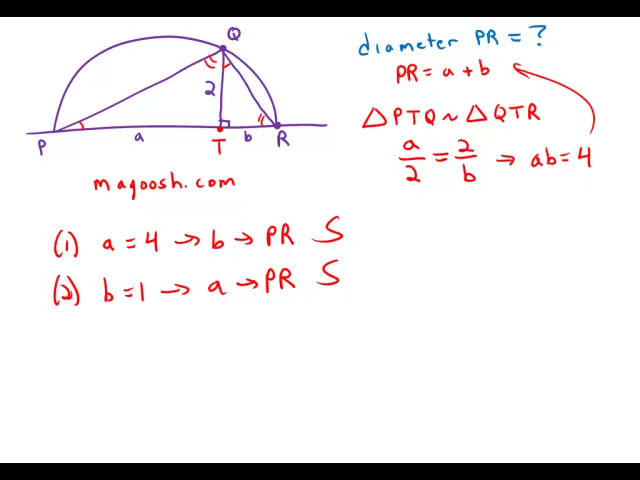 Q
2
a
b
P
T
R
magoosh.com
diameter PR = ?
PR = a + b
△PTQ ~ △QTR
a/2 = 2/b → ab = 4
(1) a = 4 → b → PR S
(2) b = 1 → a → PR S